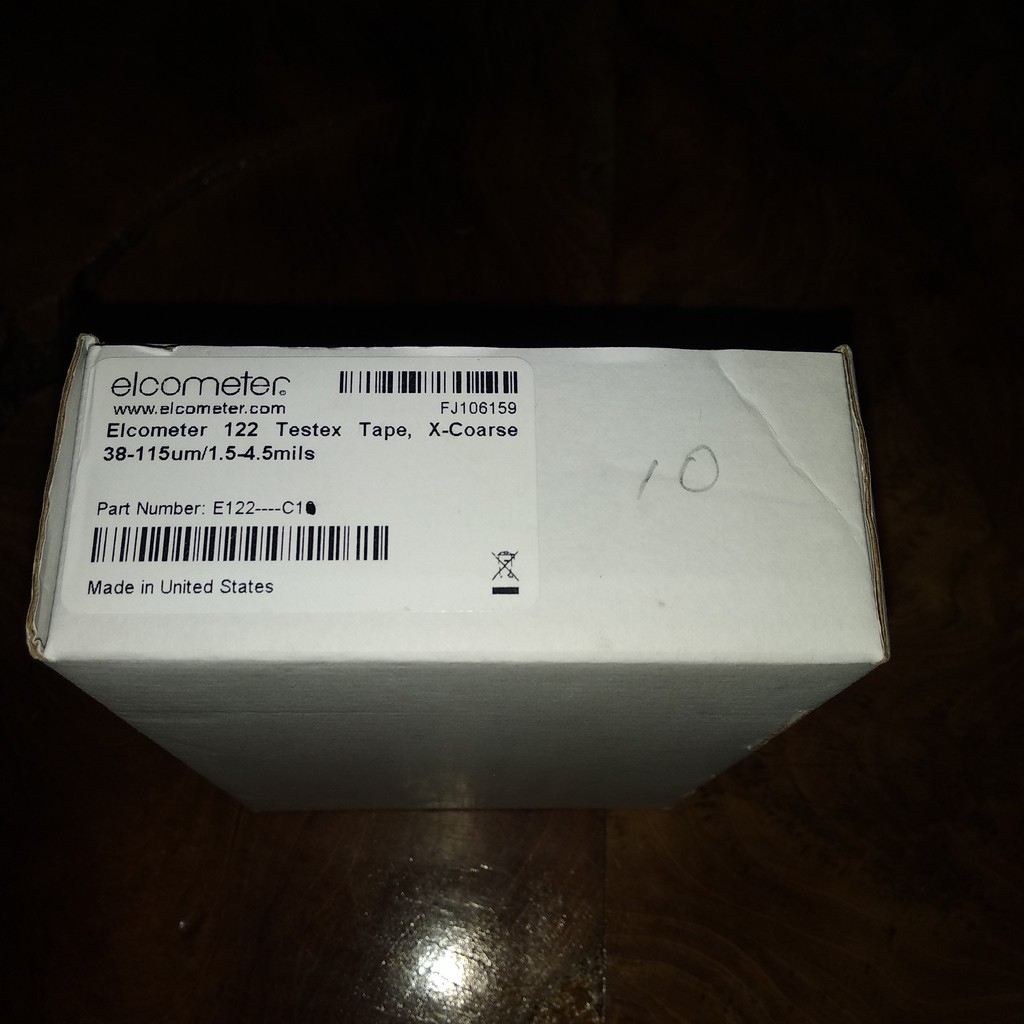 elcometer
www.elcometer.com
FJ106159
Elcometer 122 Testex Tape, X-Coarse
38-115um/1.5-4.5mils
10
Part Number: E122----C10
Made in United States